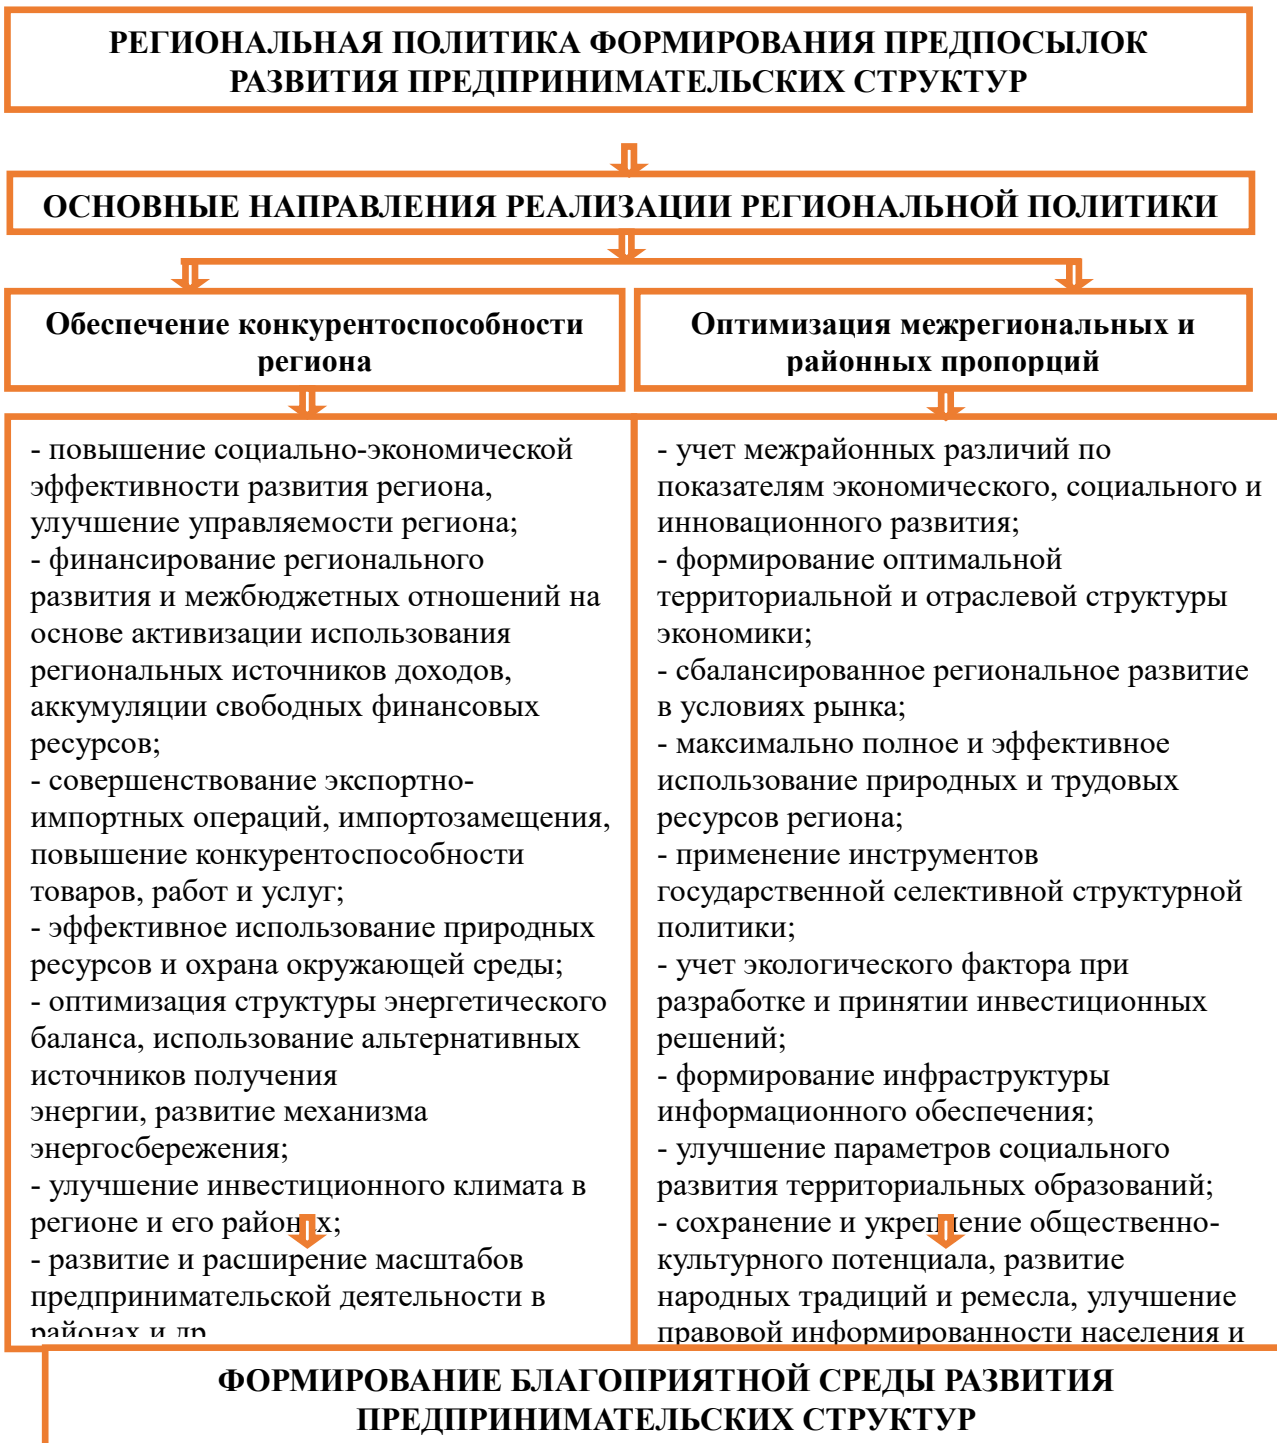 РЕГИОНАЛЬНАЯ ПОЛИТИКА ФОРМИРОВАНИЯ ПРЕДПОСЫЛОК
РАЗВИТИЯ ПРЕДПРИНИМАТЕЛЬСКИХ СТРУКТУР
ОСНОВНЫЕ НАПРАВЛЕНИЯ РЕАЛИЗАЦИИ РЕГИОНАЛЬНОЙ ПОЛИТИКИ
Обеспечение конкурентоспособности
региона
Оптимизация межрегиональных и
районных пропорций
- повышение социально-экономической
эффективности развития региона,
улучшение управляемости региона;
- финансирование регионального
развития и межбюджетных отношений на
основе активизации использования
региональных источников доходов,
аккумуляции свободных финансовых
ресурсов;
- совершенствование экспортно-
импортных операций, импортозамещения,
повышение конкурентоспособности
товаров, работ и услуг;
- эффективное использование природных
ресурсов и охрана окружающей среды;
- оптимизация структуры энергетического
баланса, использование альтернативных
источников получения
энергии, развитие механизма
энергосбережения;
- улучшение инвестиционного климата в
регионе и его районах;
- развитие и расширение масштабов
предпринимательской деятельности в
районах и др
- учет межрайонных различий по
показателям экономического, социального и
инновационного развития;
- формирование оптимальной
территориальной и отраслевой структуры
экономики;
- сбалансированное региональное развитие
в условиях рынка;
- максимально полное и эффективное
использование природных и трудовых
ресурсов региона;
- применение инструментов
государственной селективной структурной
политики;
- учет экологического фактора при
разработке и принятии инвестиционных
решений;
- формирование инфраструктуры
информационного обеспечения;
- улучшение параметров социального
развития территориальных образований;
- сохранение и укрепление общественно-
культурного потенциала, развитие
народных традиций и ремесла, улучшение
правовой информированности населения и
ФОРМИРОВАНИЕ БЛАГОПРИЯТНОЙ СРЕДЫ РАЗВИТИЯ
ПРЕДПРИНИМАТЕЛЬСКИХ СТРУКТУР